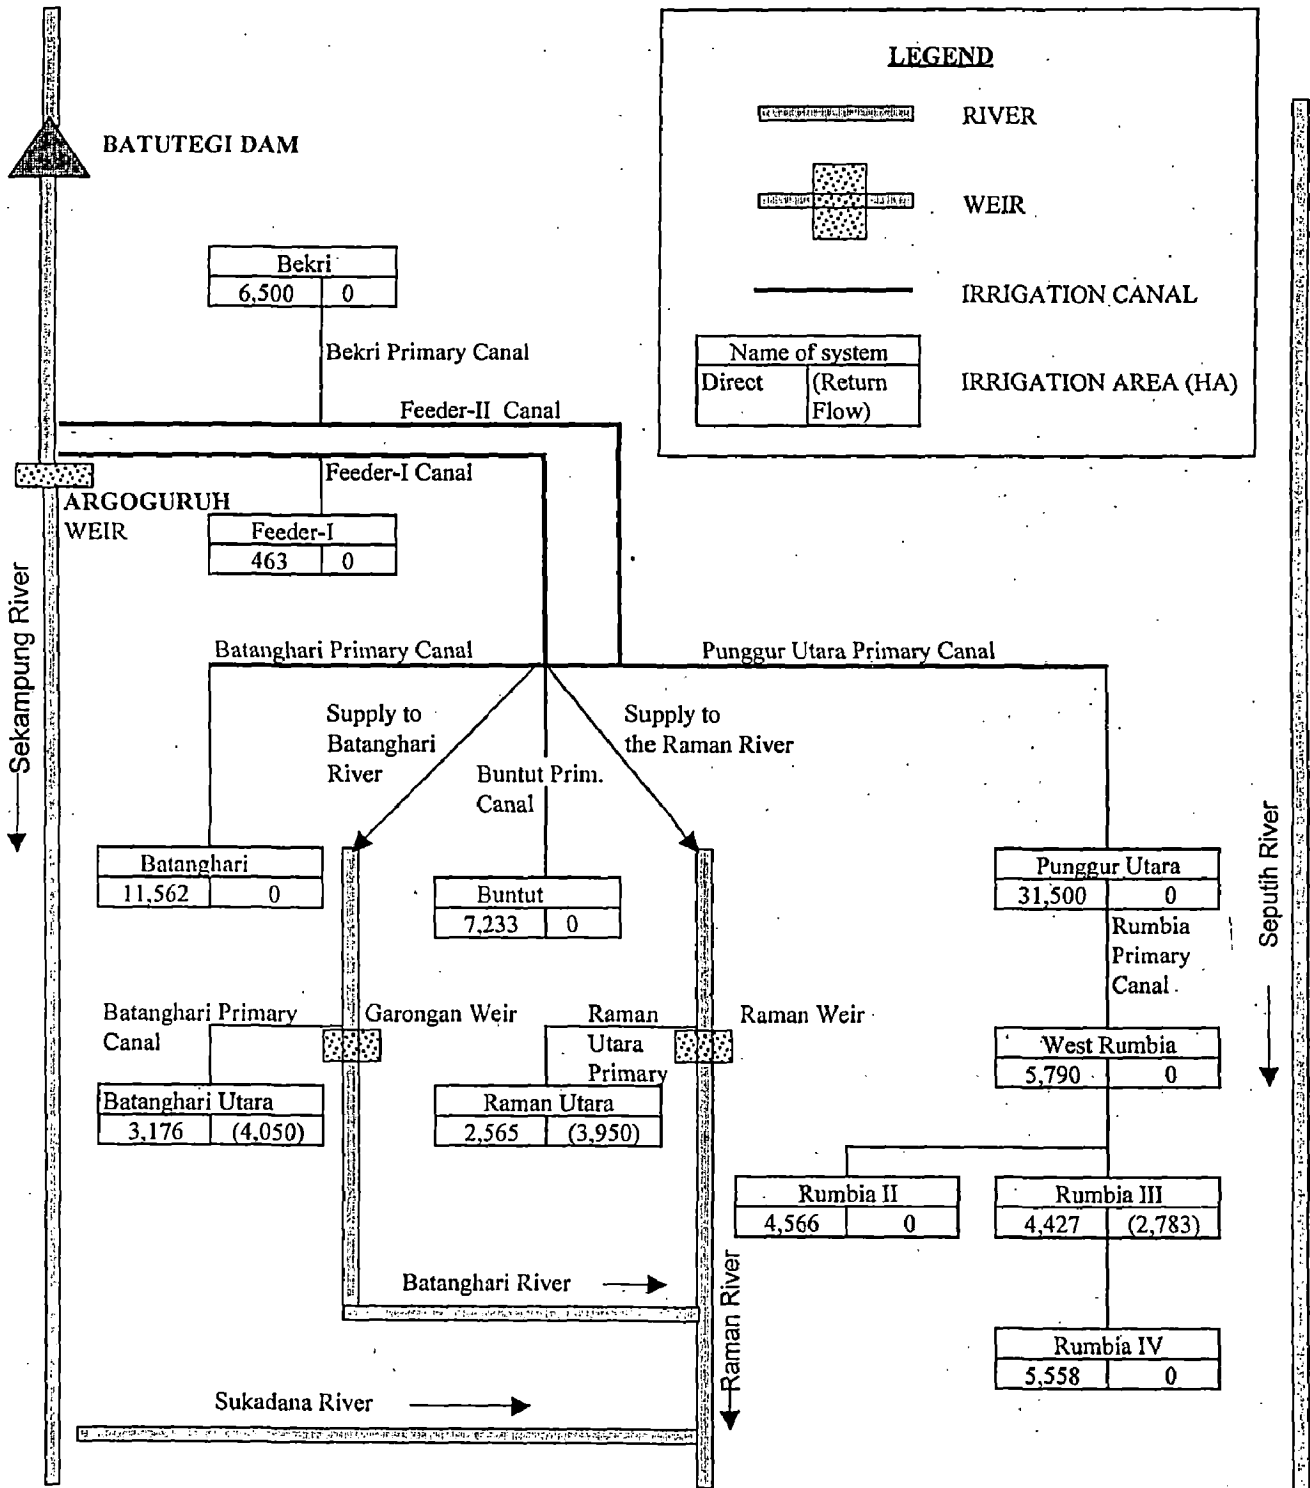 LEGEND
RIVER
WEIR
IRRIGATION CANAL
Name of system
Direct (Return
Flow)
IRRIGATION AREA (HA)
BATUTEGI DAM
Bekri
6,500 0
Bekri Primary Canal
Feeder-II Canal
Feeder-I Canal
ARGOGURUH
WEIR
Feeder-I
463 0
Sekampung River
Batanghari Primary Canal
Punggur Utara Primary Canal
Supply to
Batanghari
River
Buntut Prim.
Canal
Supply to
the Raman River
Batanghari
11,562 0
Buntut
7,233 0
Punggur Utara
31,500 0
Rumbia
Primary
Canal
Seputih River
Batanghari Primary
Canal
Garongan Weir
Raman
Utara
Primary
Raman Weir
West Rumbia
5,790 0
Batanghari Utara
3,176 (4,050)
Raman Utara
2,565 (3,950)
Rumbia II
4,566 0
Rumbia III
4,427 (2,783)
Batanghari River
Raman River
Rumbia IV
5,558 0
Sukadana River